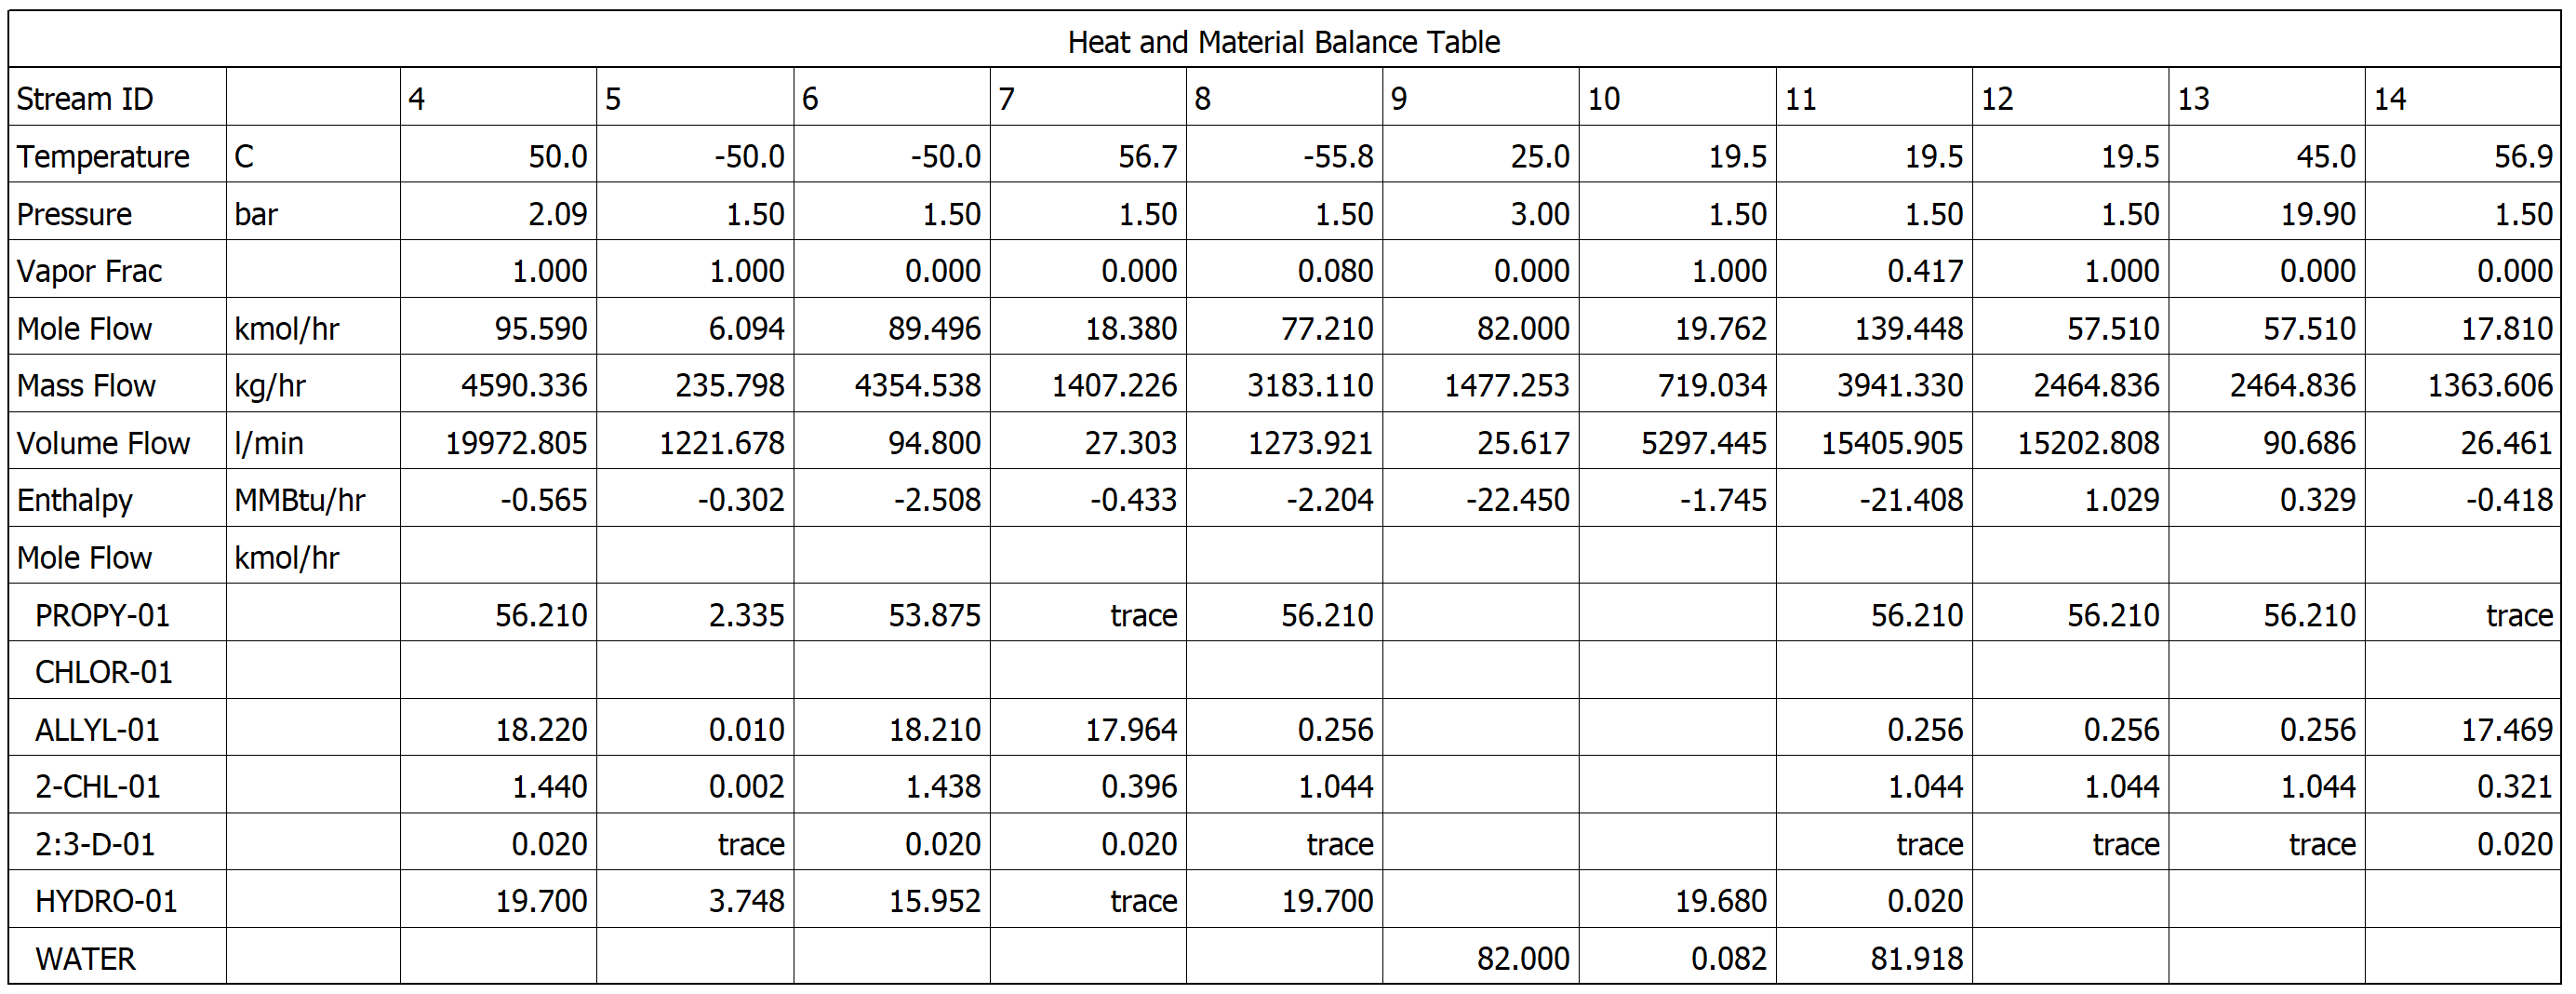 Heat and Material Balance Table
Stream ID 4 5 6 7 8 9 10 11 12 13 14
Temperature C 50.0 -50.0 -50.0 56.7 -55.8 25.0 19.5 19.5 19.5 45.0 56.9
Pressure bar 2.09 1.50 1.50 1.50 1.50 3.00 1.50 1.50 1.50 19.90 1.50
Vapor Frac 1.000 1.000 0.000 0.000 0.080 0.000 1.000 0.417 1.000 0.000 0.000
Mole Flow kmol/hr 95.590 6.094 89.496 18.380 77.210 82.000 19.762 139.448 57.510 57.510 17.810
Mass Flow kg/hr 4590.336 235.798 4354.538 1407.226 3183.110 1477.253 719.034 3941.330 2464.836 2464.836 1363.606
Volume Flow l/min 19972.805 1221.678 94.800 27.303 1273.921 25.617 5297.445 15405.905 15202.808 90.686 26.461
Enthalpy MMBtu/hr -0.565 -0.302 -2.508 -0.433 -2.204 -22.450 -1.745 -21.408 1.029 0.329 -0.418
Mole Flow kmol/hr
PROPY-01 56.210 2.335 53.875 trace 56.210 56.210 56.210 56.210 trace
CHLOR-01
ALLYL-01 18.220 0.010 18.210 17.964 0.256 0.256 0.256 0.256 17.469
2-CHL-01 1.440 0.002 1.438 0.396 1.044 1.044 1.044 1.044 0.321
2:3-D-01 0.020 trace 0.020 0.020 trace trace trace trace 0.020
HYDRO-01 19.700 3.748 15.952 trace 19.700 19.680 0.020
WATER 82.000 0.082 81.918